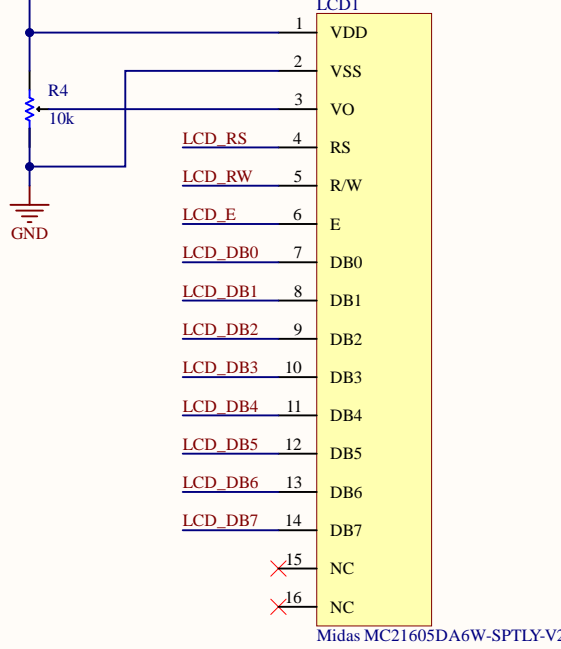 LCD1
1 VDD
2 VSS
R4
10k
3 VO
LCD_RS 4 RS
LCD_RW 5 R/W
LCD_E 6 E
GND
LCD_DB0 7 DB0
LCD_DB1 8 DB1
LCD_DB2 9 DB2
LCD_DB3 10 DB3
LCD_DB4 11 DB4
LCD_DB5 12 DB5
LCD_DB6 13 DB6
LCD_DB7 14 DB7
15 NC
16 NC
Midas MC21605DA6W-SPTLY-V2